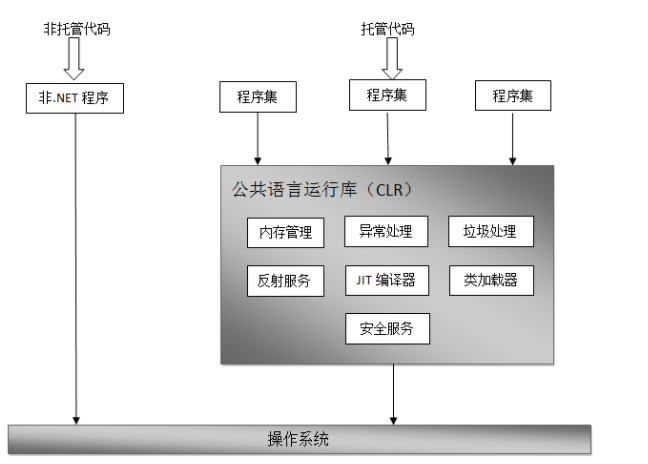 非托管代码
托管代码
非.NET 程序
程序集
程序集
程序集
公共语言运行库（CLR）
内存管理
异常处理
垃圾处理
反射服务
JIT 编译器
类加载器
安全服务
操作系统